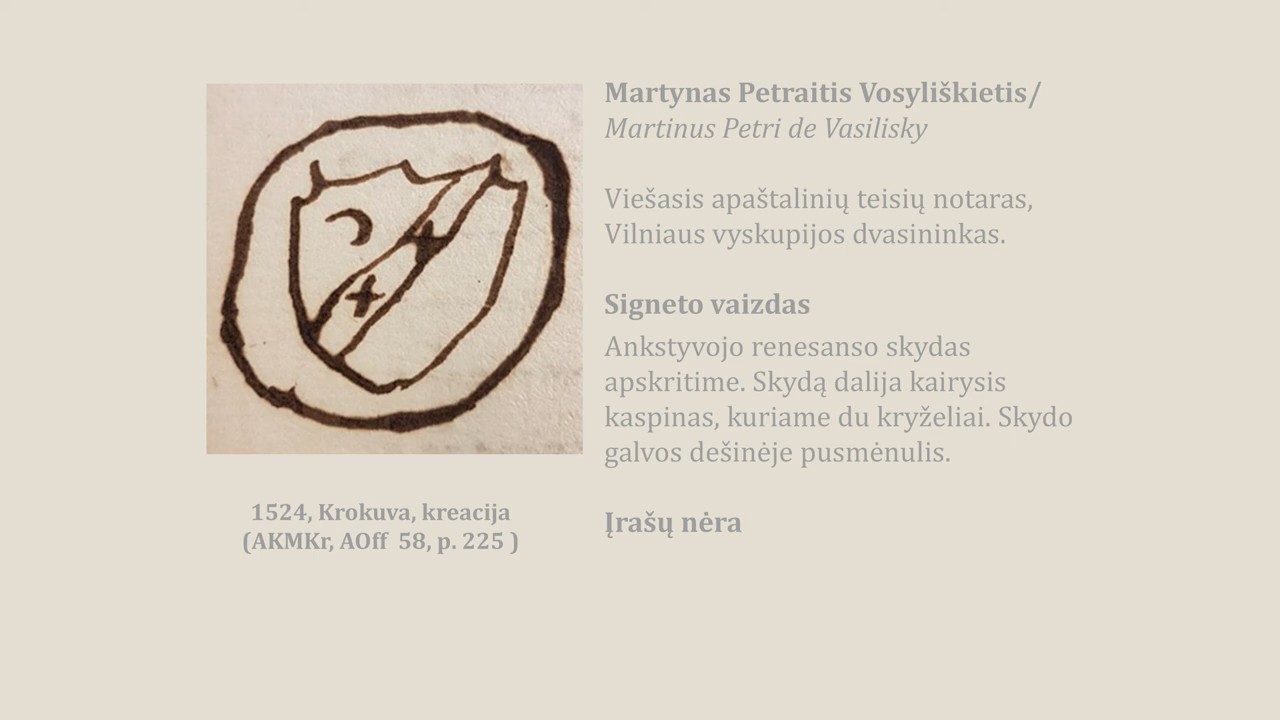 Martynas Petraitis Vosyliškietis/
Martinus Petri de Vasilisky
Viešasis apaštalinių teisių notaras,
Vilniaus vyskupijos dvasininkas.
Signeto vaizdas
Ankstyvojo renesanso skydas
apskritime. Skydą dalija kairysis
kaspinas, kuriame du kryželiai. Skydo
galvos dešinėje pusmėnulis.
Įrašų nėra
1524, Krokuva, kreacija
(AKMKr, AOff 58, p. 225 )